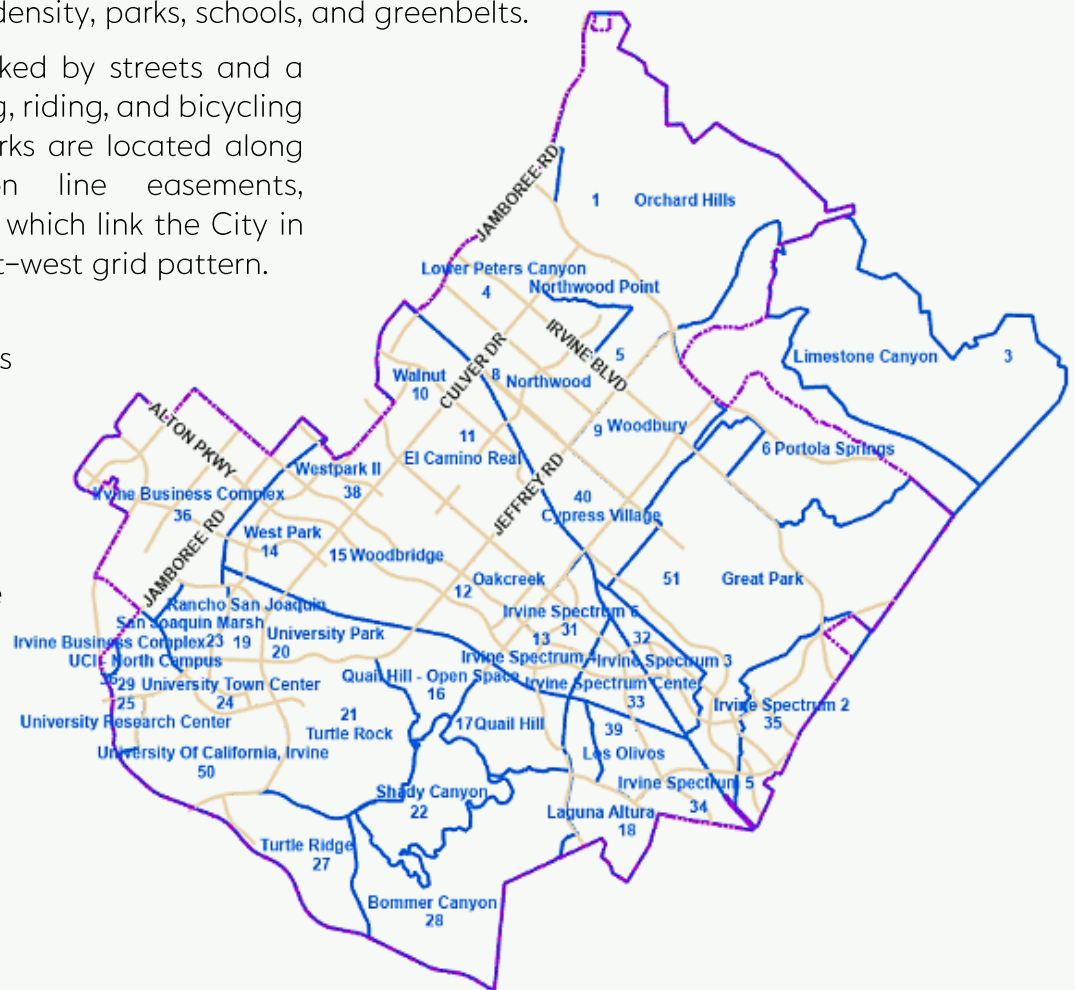 density, parks, schools, and greenbelts.
ked by streets and a
g, riding, and bicycling
rks are located along
on line easements,
which link the City in
t–west grid pattern.
s
e
JAMBOREE RD
1 Orchard Hills
Lower Peters Canyon
4
Northwood Point
IRVINE BLVD
5
CULVER DR
Limestone Canyon 3
Walnut
10
8 Northwood
ALTON PKWY
9 Woodbury
11
El Camino Real
6 Portola Springs
Westpark II
38
JEFFREY RD
Irvine Business Complex
36
40
Cypress Village
JAMBOREE RD
West Park
14
15 Woodbridge
12 Oakcreek
51 Great Park
Rancho San Joaquin
San Joaquin Marsh
Irvine Business Complex 23 19
University Park
20
UCI- North Campus
Irvine Spectrum 6
13 31 32
Irvine Spectrum 4
Irvine Spectrum 3
29 University Town Center
25 24
Quail Hill - Open Space
16
Irvine Spectrum Center
33
Irvine Spectrum 2
35
University Research Center
21
Turtle Rock
17 Quail Hill
39
Los Olivos
University Of California, Irvine
50
Irvine Spectrum 5
34
Shady Canyon
22
Laguna Altura
18
Turtle Ridge
27
Bommer Canyon
28